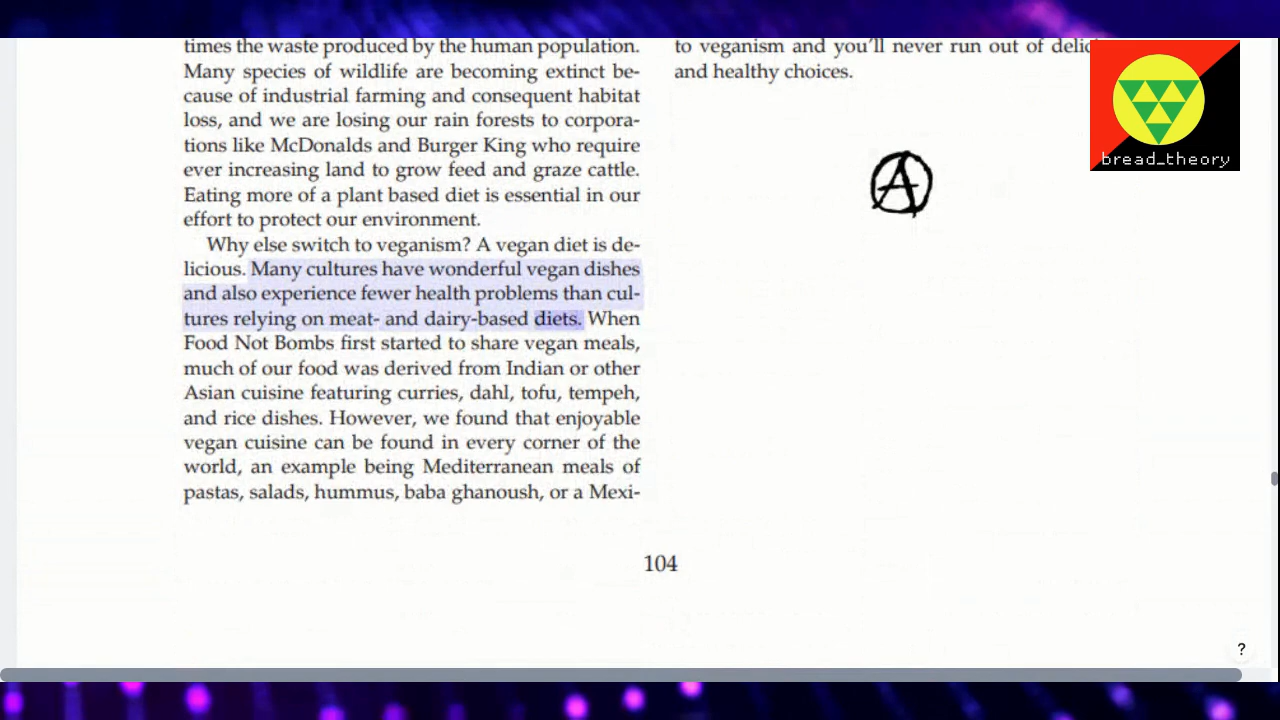 times the waste produced by the human population.
Many species of wildlife are becoming extinct be-
cause of industrial farming and consequent habitat
loss, and we are losing our rain forests to corpora-
tions like McDonalds and Burger King who require
ever increasing land to grow feed and graze cattle.
Eating more of a plant based diet is essential in our
effort to protect our environment.
Why else switch to veganism? A vegan diet is de-
licious. Many cultures have wonderful vegan dishes
and also experience fewer health problems than cul-
tures relying on meat- and dairy-based diets. When
Food Not Bombs first started to share vegan meals,
much of our food was derived from Indian or other
Asian cuisine featuring curries, dahl, tofu, tempeh,
and rice dishes. However, we found that enjoyable
vegan cuisine can be found in every corner of the
world, an example being Mediterranean meals of
pastas, salads, hummus, baba ghanoush, or a Mexi-
to veganism and you'll never run out of
and healthy choices.
A
bread_theory
104
?